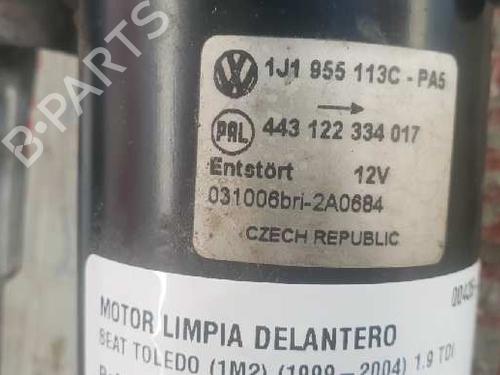 1J1 955 113C - PA5
PAL 443 122 334 017
Entstört 12V
031006bri-2A0684
CZECH REPUBLIC
MOTOR LIMPIA DELANTERO
SEAT TOLEDO (1M2) (1999-2004) 1.9 TDI